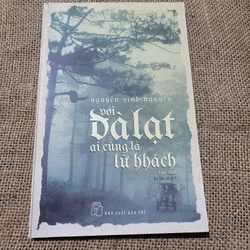 nguyễn vĩnh nguyên
với
đà lạt
ai cũng là
lữ khách
NHÀ XUẤT BẢN TRẺ